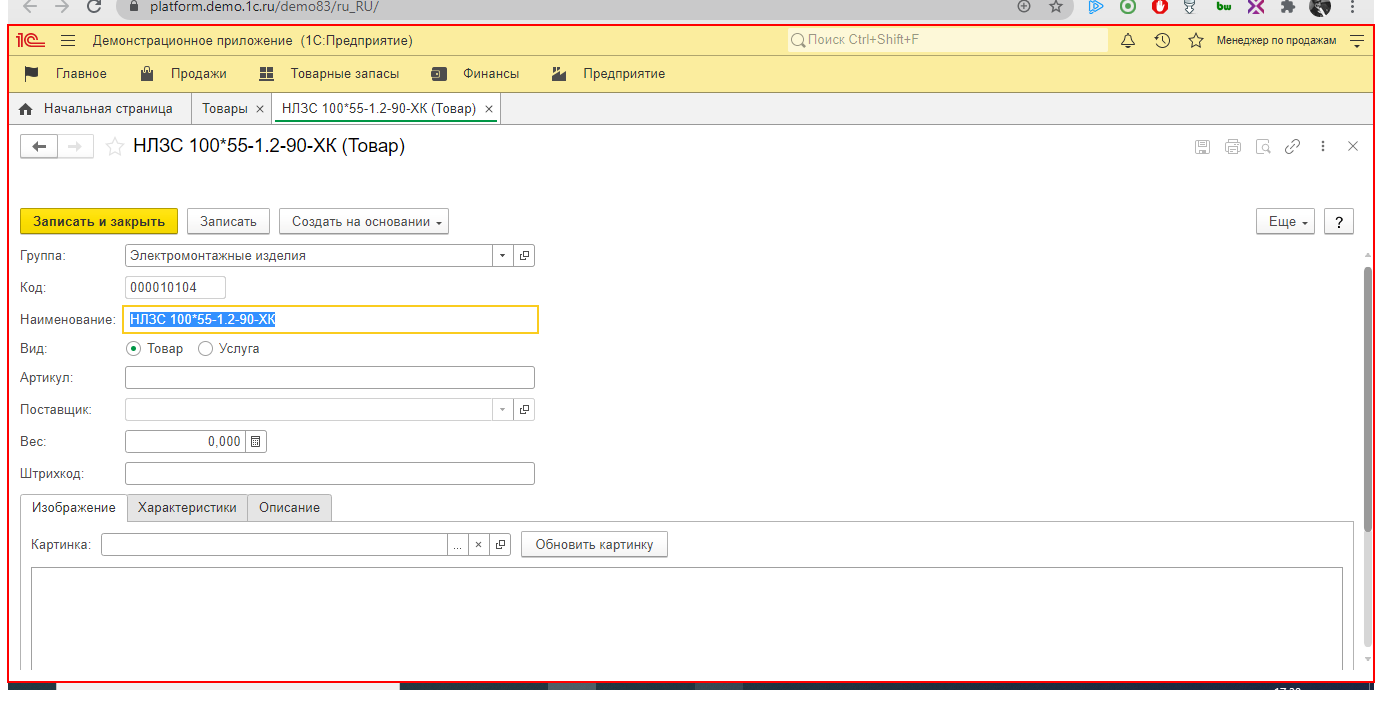 platform.demo.1c.ru/demo83/ru_RU/
1С Демонстрационное приложение (1С:Предприятие) Поиск Ctrl+Shift+F Менеджер по продажам
Главное Продажи Товарные запасы Финансы Предприятие
Начальная страница Товары × НЛЗС 100*55-1.2-90-ХК (Товар) ×
НЛЗС 100*55-1.2-90-ХК (Товар)
Записать и закрыть Записать Создать на основании Еще ?
Группа: Электромонтажные изделия
Код: 000010104
Наименование: НЛЗС 100*55-1.2-90-ХК
Вид: Товар Услуга
Артикул:
Поставщик:
Вес: 0,000
Штрихкод:
Изображение Характеристики Описание
Картинка: ... × Обновить картинку